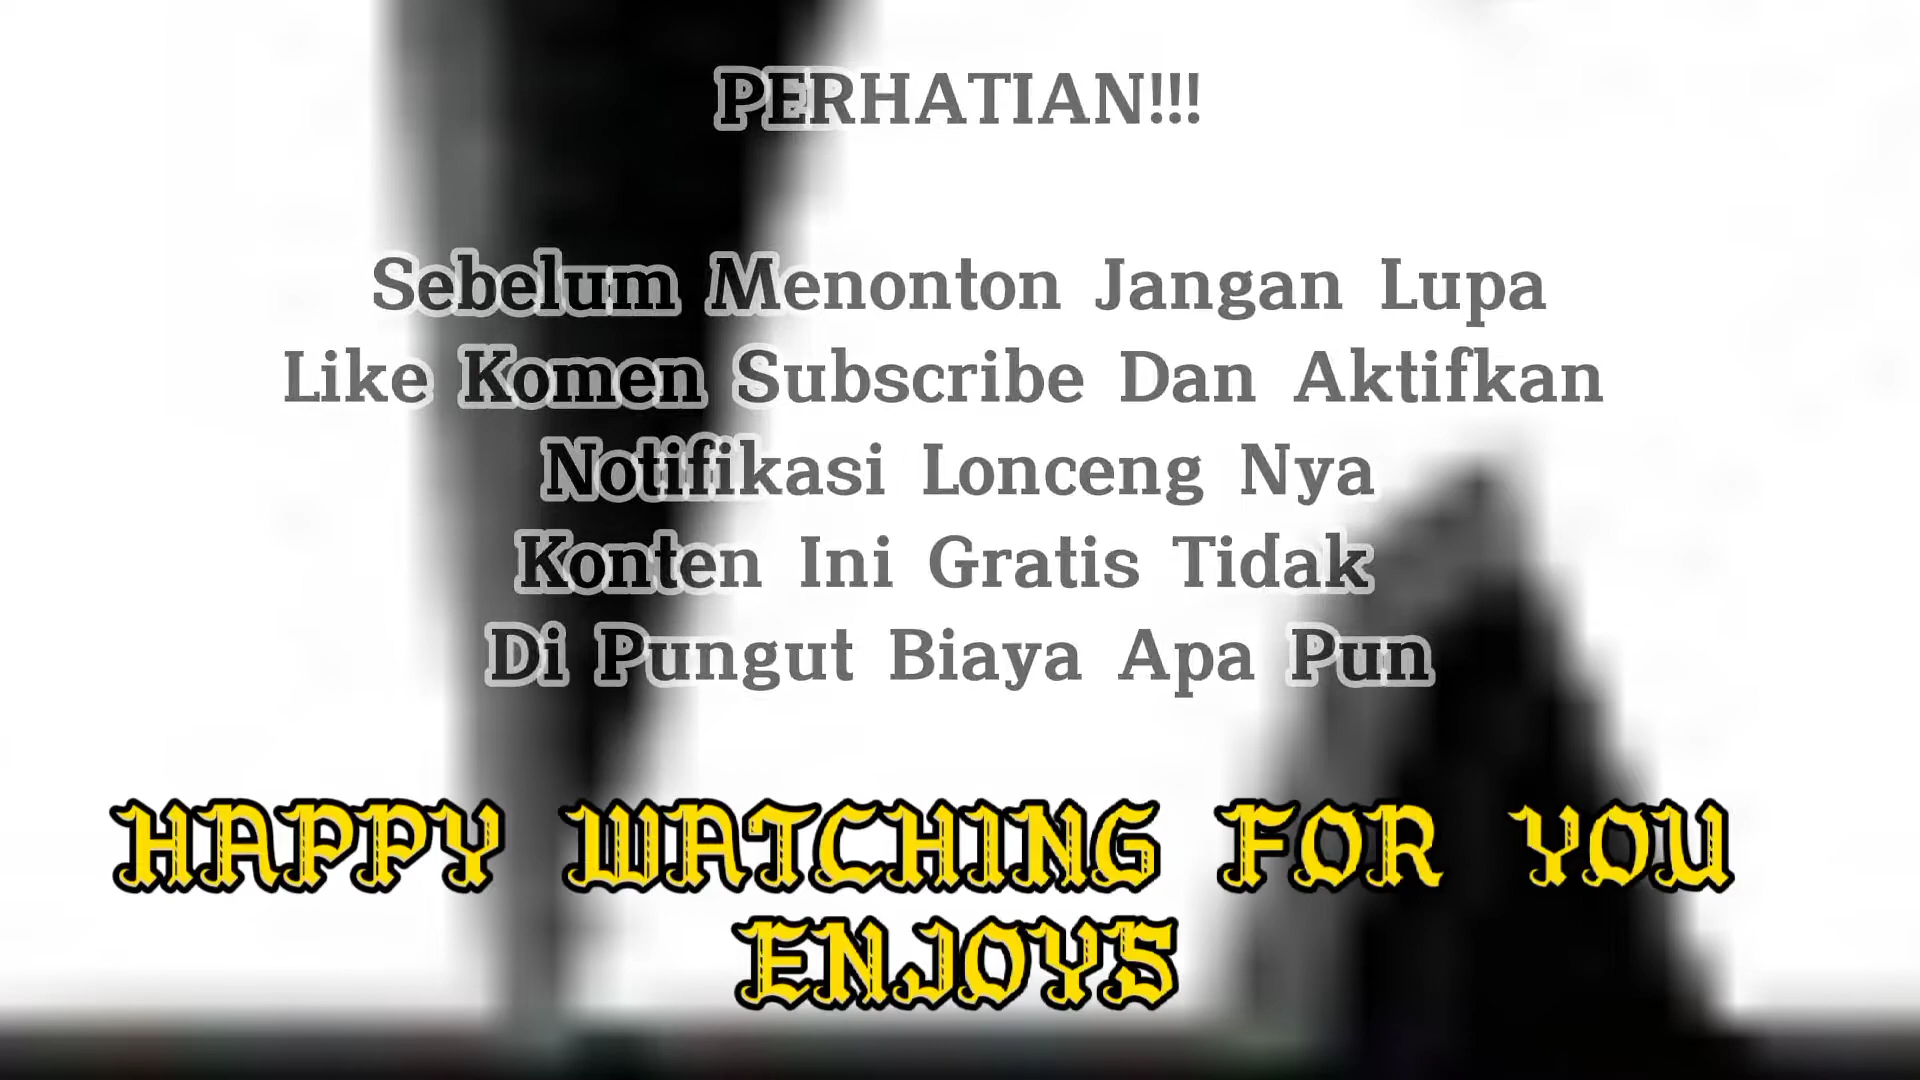 PERHATIAN!!!
Sebelum Menonton Jangan Lupa
Like Komen Subscribe Dan Aktifkan
Notifikasi Lonceng Nya
Konten Ini Gratis Tidak
Di Pungut Biaya Apa Pun
HAPPY WATCHING FOR YOU
ENJOYS